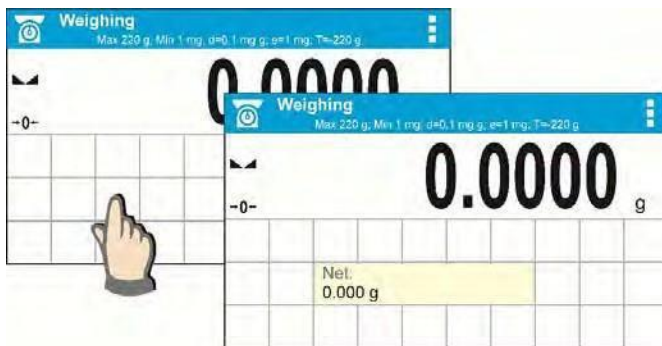 Weighing
Max 220 g; Min 1 mg; d=0.1 mg g; e=1 mg; T=-220 g
0.0000
→0←
Weighing
Max 220 g; Min 1 mg; d=0.1 mg; e=1 mg; T=-220 g
0.0000 g
→0←
Net:
0.000 g